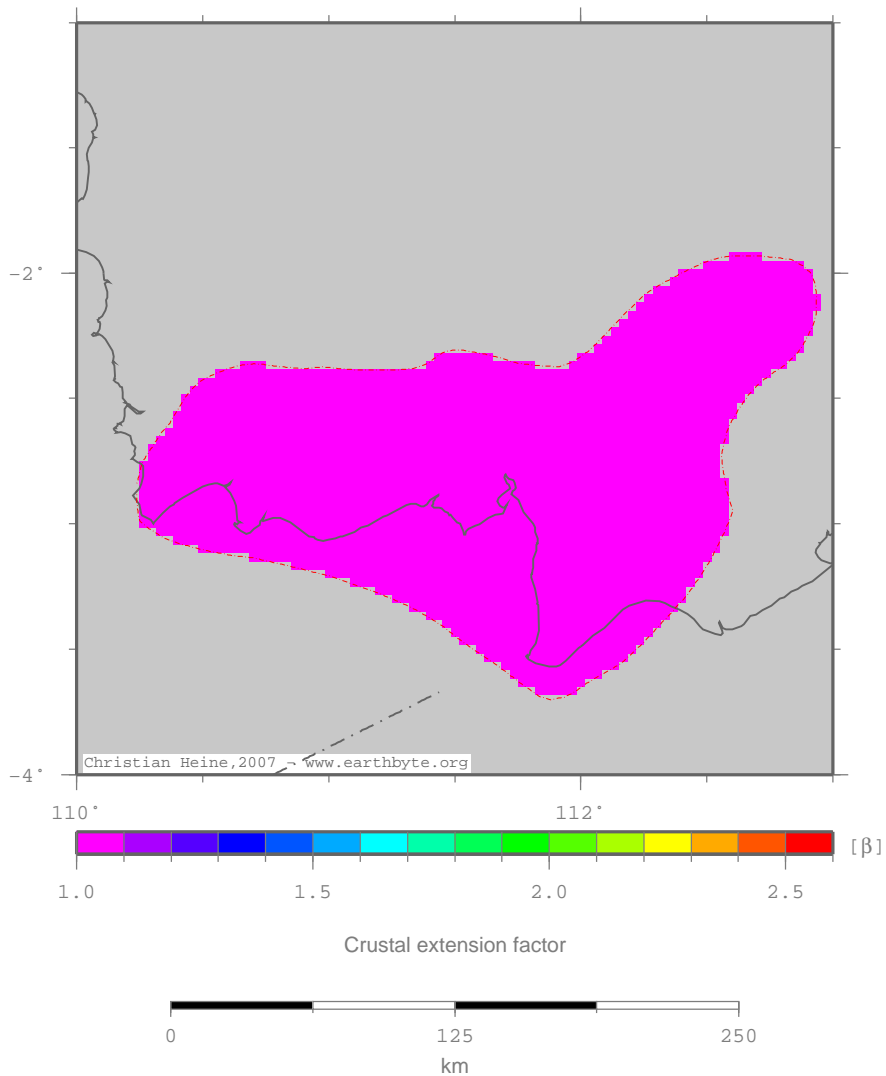 -2°
-4°
Christian Heine,2007 - www.earthbyte.org
110° 112°
[β]
1.0 1.5 2.0 2.5
Crustal extension factor
0 125 250
km